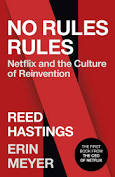 NO RULES
RULES
Netflix and the Culture
of Reinvention
REED
HASTINGS
ERIN
MEYER
THE FIRST
BOOK FROM
THE CEO
OF NETFLIX